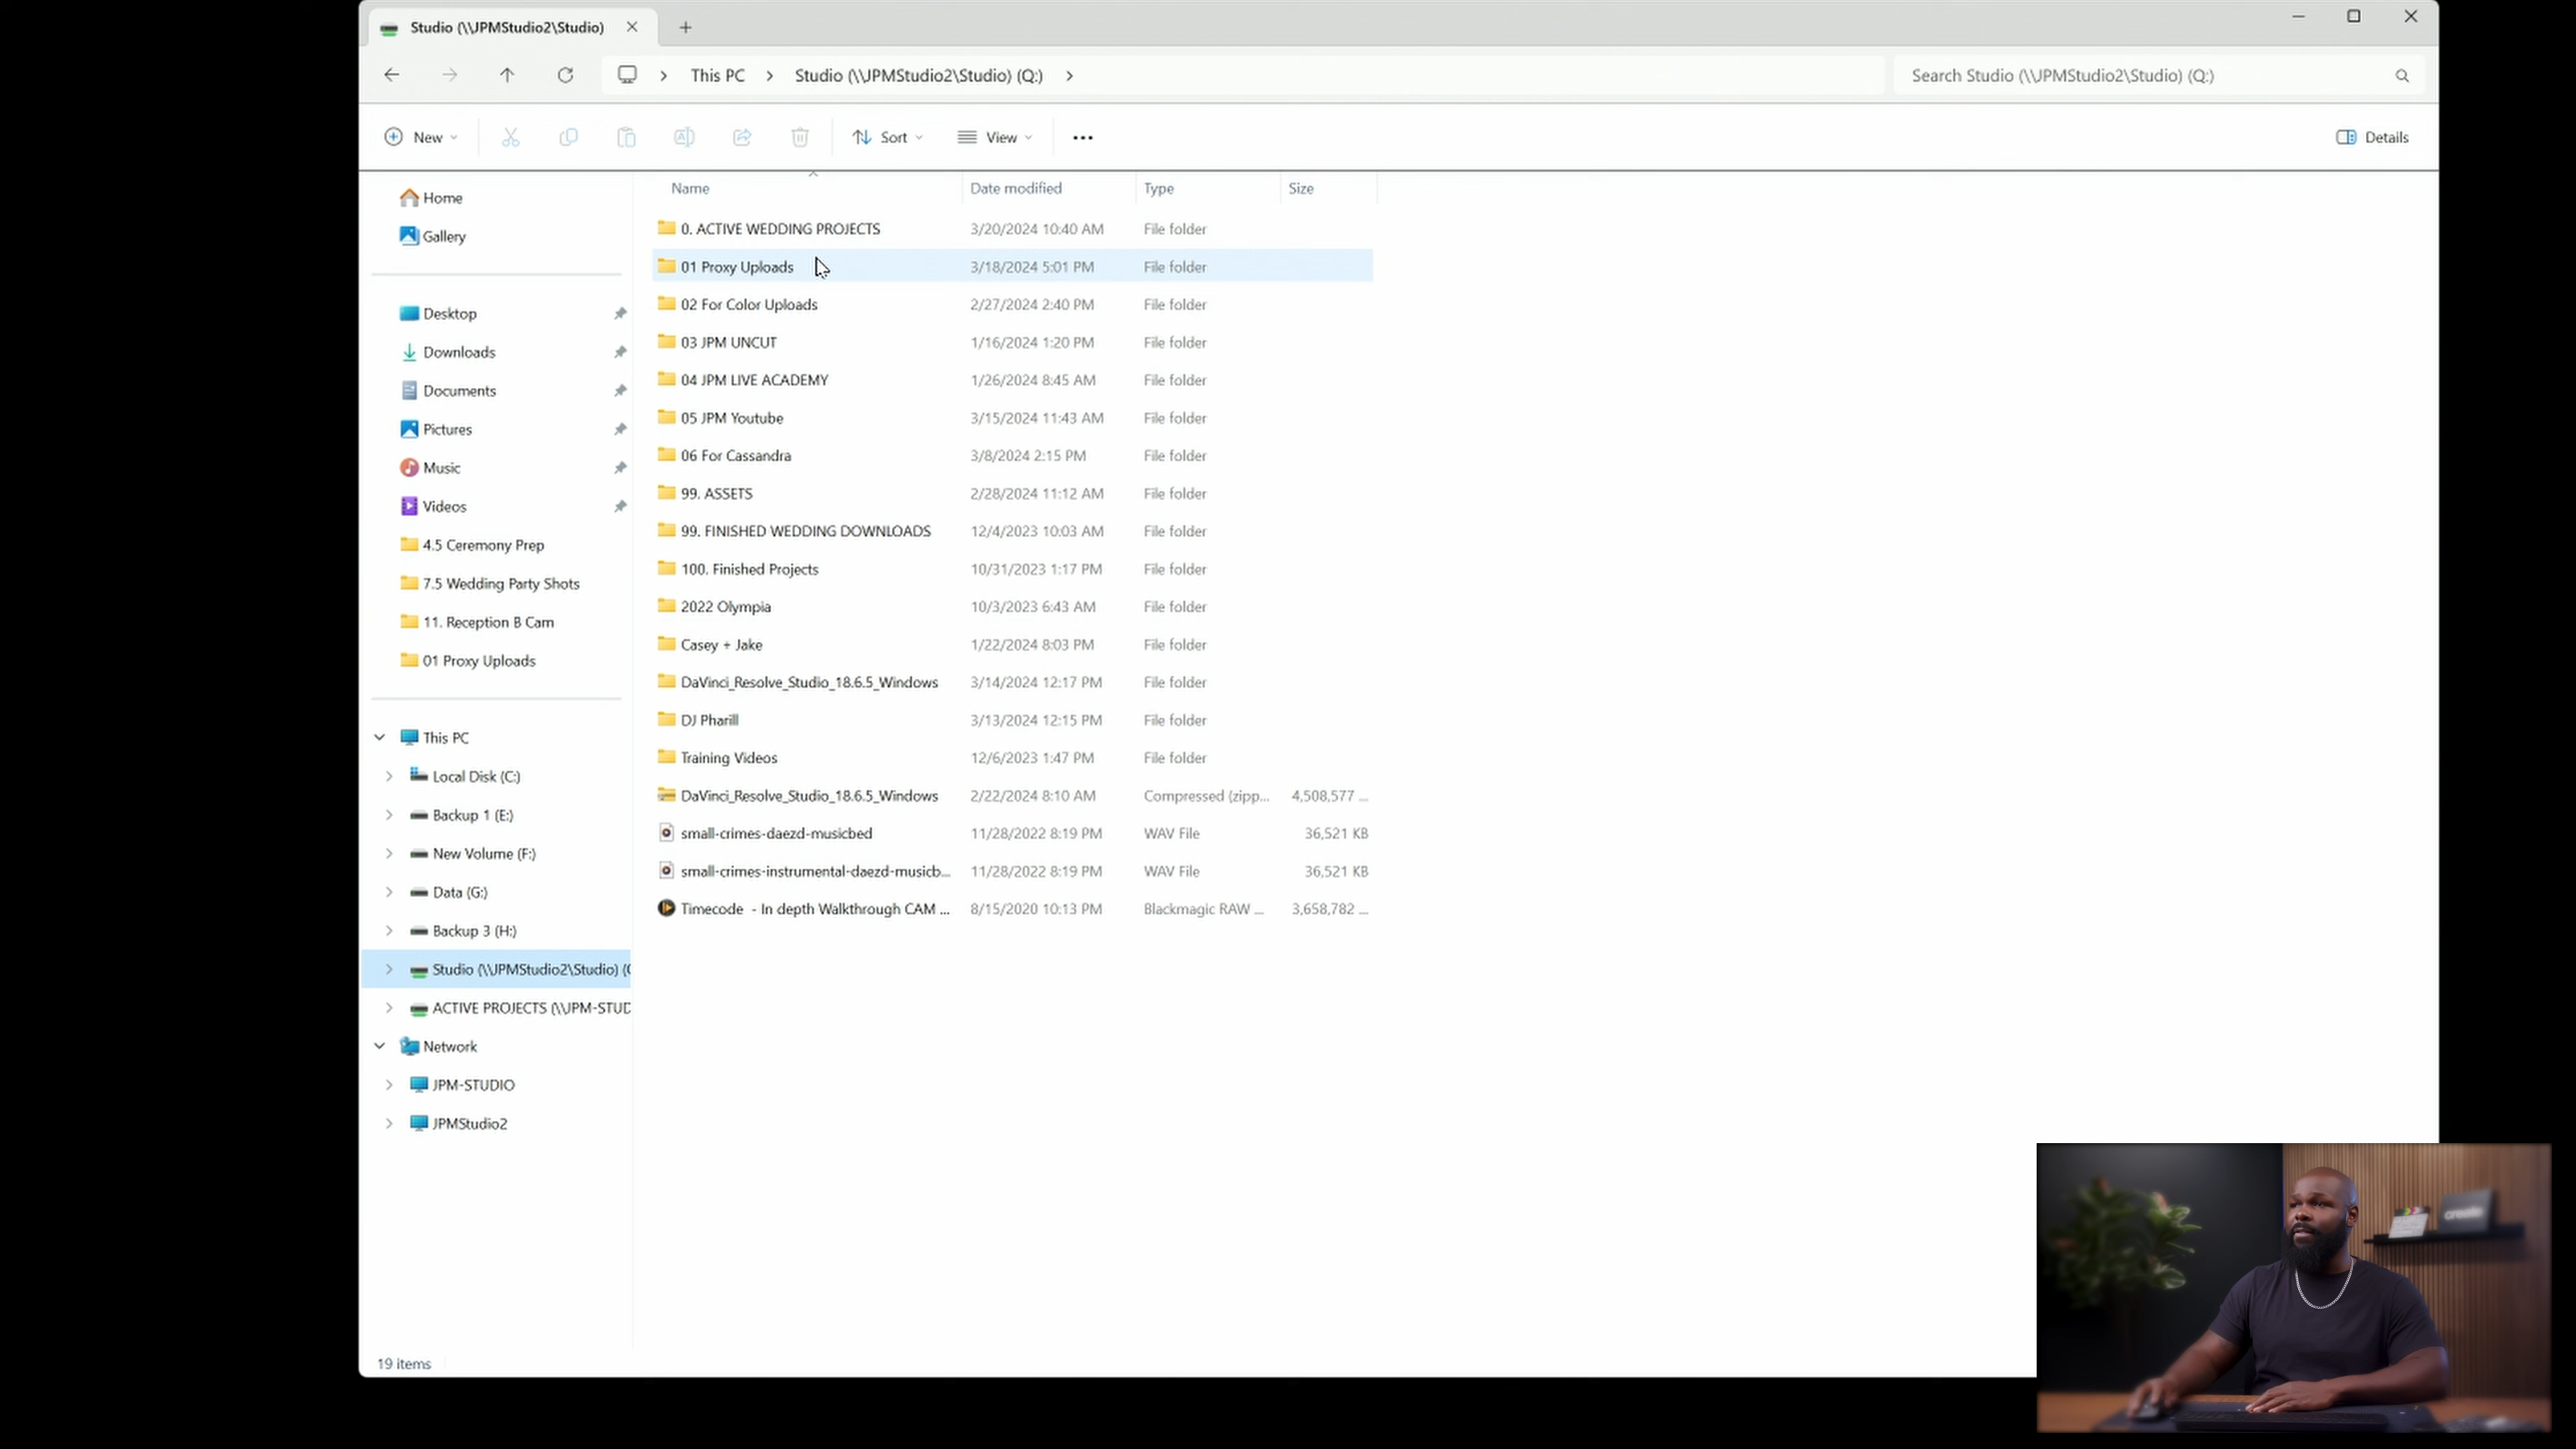 Studio (\\JPMStudio2\Studio)
This PC > Studio (\\JPMStudio2\Studio) (Q:) >
Search Studio (\\JPMStudio2\Studio) (Q:)
New
Sort
View
Details
Home
Gallery
Desktop
Downloads
Documents
Pictures
Music
Videos
4.5 Ceremony Prep
7.5 Wedding Party Shots
11. Reception B Cam
01 Proxy Uploads
This PC
Local Disk (C:)
Backup 1 (E:)
New Volume (F:)
Data (G:)
Backup 3 (H:)
Studio (\\JPMStudio2\Studio) (
ACTIVE PROJECTS (\\JPM-STUD
Network
JPM-STUDIO
JPMStudio2
Name Date modified Type Size
0. ACTIVE WEDDING PROJECTS 3/20/2024 10:40 AM File folder
01 Proxy Uploads 3/18/2024 5:01 PM File folder
02 For Color Uploads 2/27/2024 2:40 PM File folder
03 JPM UNCUT 1/16/2024 1:20 PM File folder
04 JPM LIVE ACADEMY 1/26/2024 8:45 AM File folder
05 JPM Youtube 3/15/2024 11:43 AM File folder
06 For Cassandra 3/8/2024 2:15 PM File folder
99. ASSETS 2/28/2024 11:12 AM File folder
99. FINISHED WEDDING DOWNLOADS 12/4/2023 10:03 AM File folder
100. Finished Projects 10/31/2023 1:17 PM File folder
2022 Olympia 10/3/2023 6:43 AM File folder
Casey + Jake 1/22/2024 8:03 PM File folder
DaVinci_Resolve_Studio_18.6.5_Windows 3/14/2024 12:17 PM File folder
DJ Pharill 3/13/2024 12:15 PM File folder
Training Videos 12/6/2023 1:47 PM File folder
DaVinci_Resolve_Studio_18.6.5_Windows 2/22/2024 8:10 AM Compressed (zipp... 4,508,577 ...
small-crimes-daezd-musicbed 11/28/2022 8:19 PM WAV File 36,521 KB
small-crimes-instrumental-daezd-musicb... 11/28/2022 8:19 PM WAV File 36,521 KB
Timecode - In depth Walkthrough CAM ... 8/15/2020 10:13 PM Blackmagic RAW ... 3,658,782 ...
19 items
create